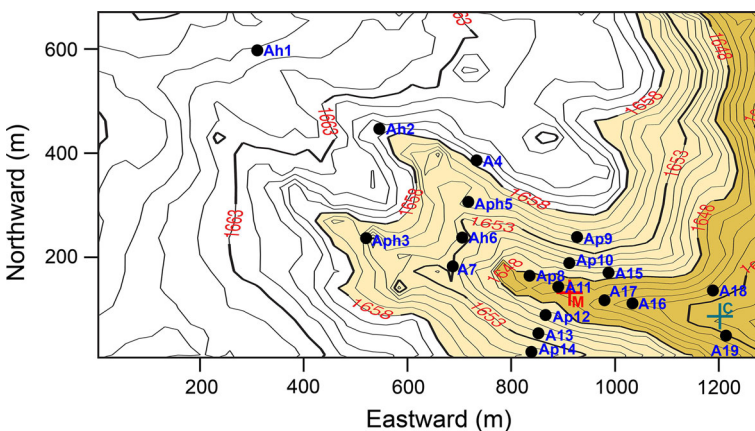 600
400
200
Northward (m)
200
400
600
800
1000
1200
Eastward (m)
Ah1
Ah2
A4
Aph5
Aph3
Ah6
A7
Ap9
Ap10
Ap8
A11
A15
A17
A16
A18
Ap12
A13
Ap14
A19
M
C
1663
1663
1653
1658
1648
1658
1653
1648
1658
1653
1648
1658
1653